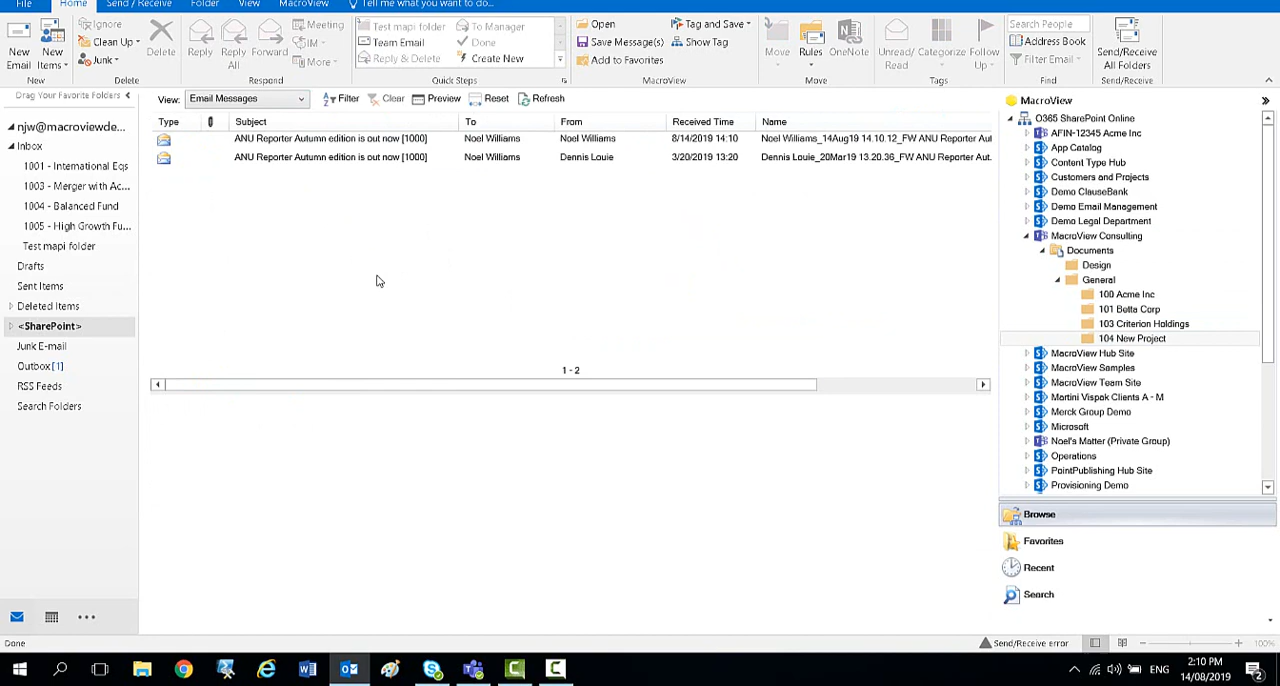 File Home Send / Receive Folder View MacroView Tell me what you want to do...
New Email
New Items
New
Ignore
Clean Up
Junk
Delete
Delete
Reply
Reply All
Forward
Meeting
IM
More
Respond
Test mapi folder
Team Email
Reply & Delete
To Manager
Done
Create New
Quick Steps
Open
Save Message(s)
Add to Favorites
Tag and Save
Show Tag
MacroView
Move
Rules
OneNote
Move
Unread/ Read
Categorize
Follow Up
Tags
Search People
Address Book
Filter Email
Find
Send/Receive All Folders
Send/Receive
Drag Your Favorite Folders
njw@macroviewde...
Inbox
1001 - International Eqs
1003 - Merger with Ac...
1004 - Balanced Fund
1005 - High Growth Fu...
Test mapi folder
Drafts
Sent Items
Deleted Items
<SharePoint>
Junk E-mail
Outbox [1]
RSS Feeds
Search Folders
View: Email Messages Filter Clear Preview Reset Refresh
Type Subject To From Received Time Name
ANU Reporter Autumn edition is out now [1000] Noel Williams Noel Williams 8/14/2019 14:10 Noel Williams_14Aug19 14.10.12_FW ANU Reporter Aut
ANU Reporter Autumn edition is out now [1000] Noel Williams Dennis Louie 3/20/2019 13:20 Dennis Louie_20Mar19 13.20.36_FW ANU Reporter Aut.
1 - 2
MacroView
O365 SharePoint Online
AFIN-12345 Acme Inc
App Catalog
Content Type Hub
Customers and Projects
Demo ClauseBank
Demo Email Management
Demo Legal Department
MacroView Consulting
Documents
Design
General
100 Acme Inc
101 Betta Corp
103 Criterion Holdings
104 New Project
MacroView Hub Site
MacroView Samples
MacroView Team Site
Martini Vispak Clients A - M
Merck Group Demo
Microsoft
Noel's Matter (Private Group)
Operations
PointPublishing Hub Site
Provisioning Demo
Browse
Favorites
Recent
Search
Done
Send/Receive error
100%
ENG
2:10 PM
14/08/2019
2